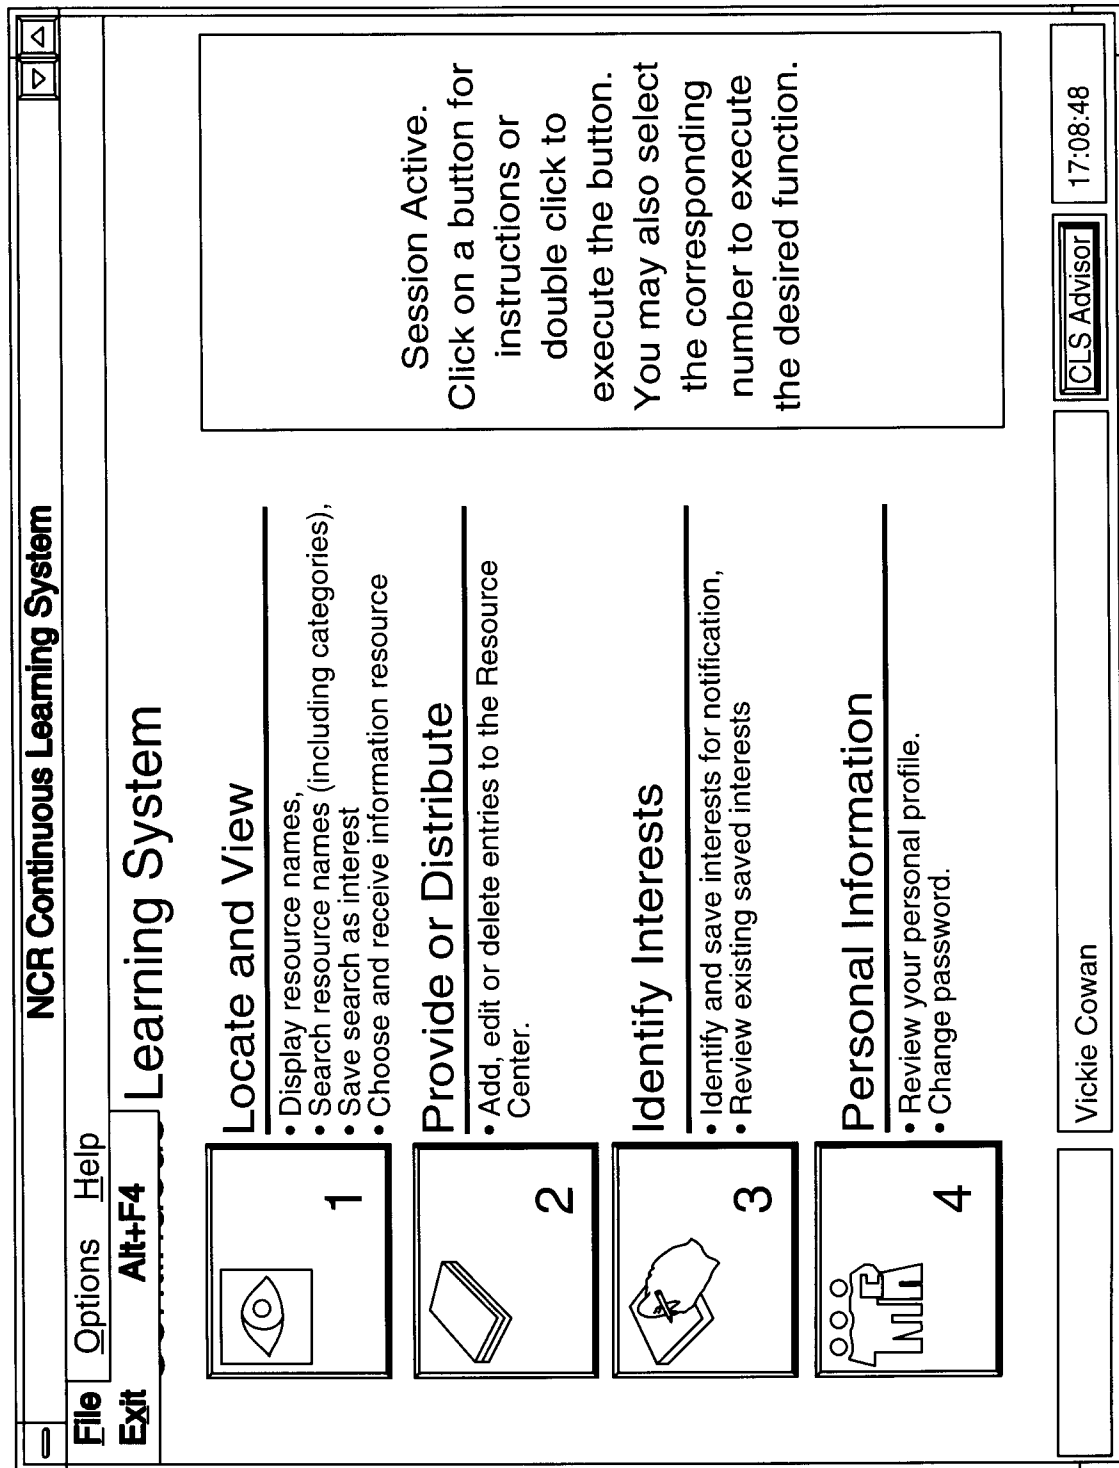 NCR Continuous Learning System
File Options Help
Exit Alt+F4
Learning System
1
Locate and View
• Display resource names,
• Search resource names (including categories),
• Save search as interest
• Choose and receive information resource
2
Provide or Distribute
• Add, edit or delete entries to the Resource
Center.
3
Identify Interests
• Identify and save interests for notification,
• Review existing saved interests
4
Personal Information
• Review your personal profile.
• Change password.
Session Active.
Click on a button for
instructions or
double click to
execute the button.
You may also select
the corresponding
number to execute
the desired function.
Vickie Cowan
CLS Advisor
17:08:48